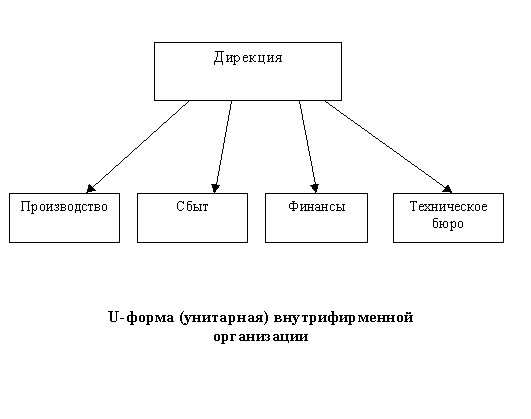 Дирекция
Производство
Сбыт
Финансы
Техническое
бюро
U-форма (унитарная) внутрифирменной
организации